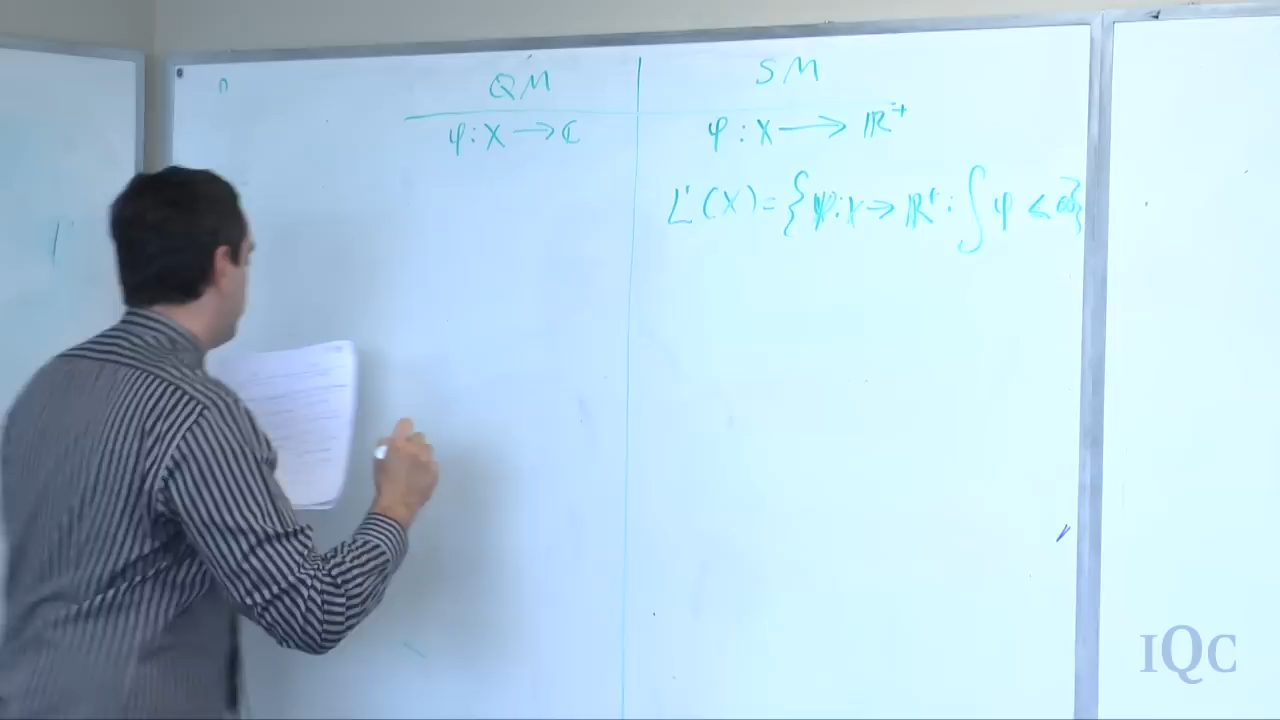 n
QM SM
φ : X → ℂ φ : X → ℝ⁺
L¹(X) = { φ : X → ℝ⁺ : ∫ φ ≤ ∞ }
IQC